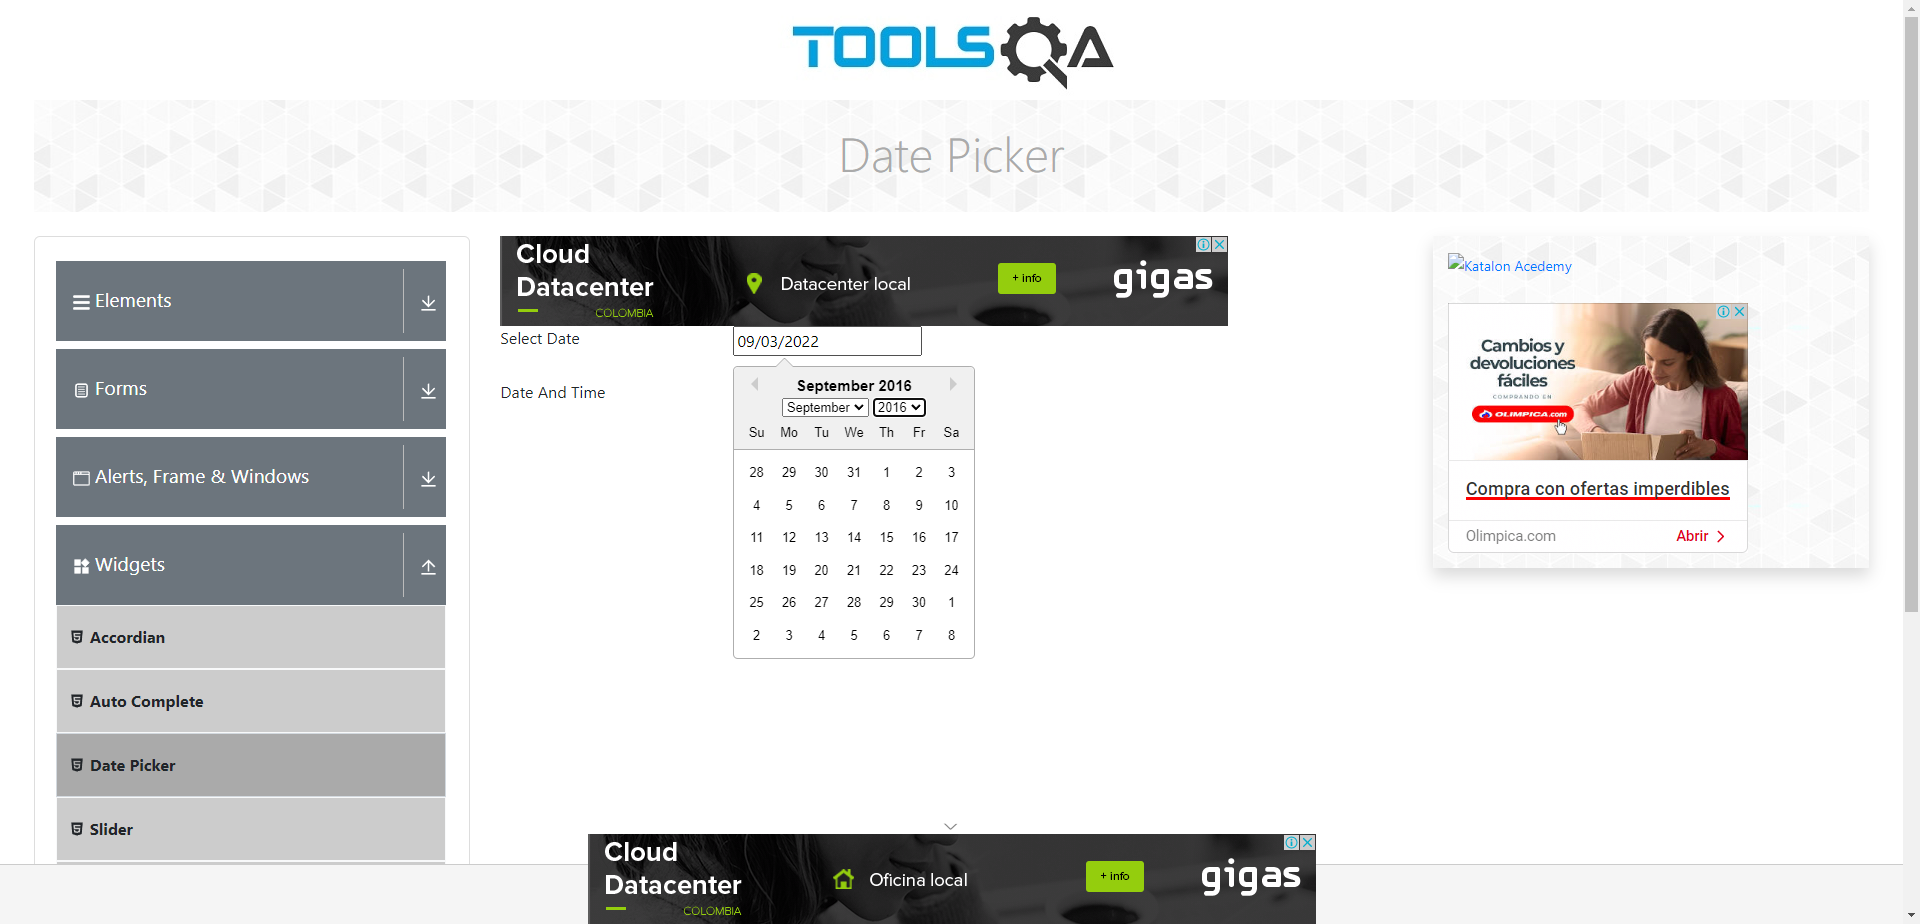 TOOLSQA
Date Picker
Elements
Forms
Alerts, Frame & Windows
Widgets
Accordian
Auto Complete
Date Picker
Slider
Cloud
Datacenter
COLOMBIA
Datacenter local
+ info
gigas
Select Date
09/03/2022
Date And Time
September 2016
September 2016
Su Mo Tu We Th Fr Sa
28 29 30 31 1 2 3
4 5 6 7 8 9 10
11 12 13 14 15 16 17
18 19 20 21 22 23 24
25 26 27 28 29 30 1
2 3 4 5 6 7 8
Katalon Acedemy
Cambios y
devoluciones
fáciles
COMPRANDO EN
OLIMPICA.com
Compra con ofertas imperdibles
Olimpica.com Abrir
Cloud
Datacenter
COLOMBIA
Oficina local
+ info
gigas